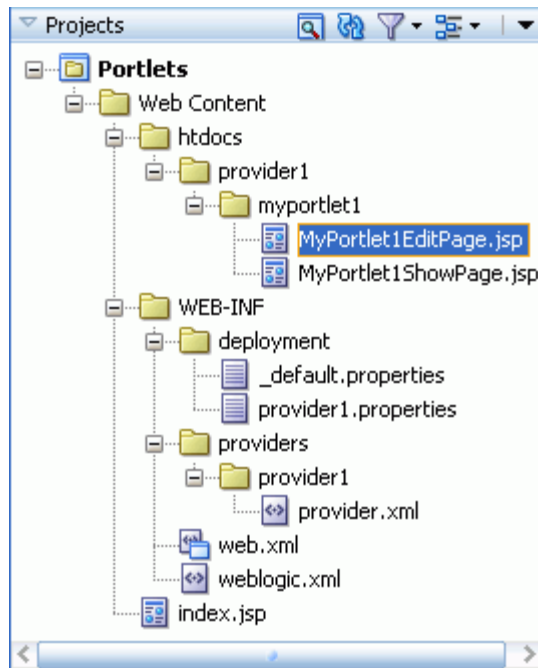 Projects
Portlets
Web Content
htdocs
provider1
myportlet1
MyPortlet1EditPage.jsp
MyPortlet1ShowPage.jsp
WEB-INF
deployment
_default.properties
provider1.properties
providers
provider1
provider.xml
web.xml
weblogic.xml
index.jsp